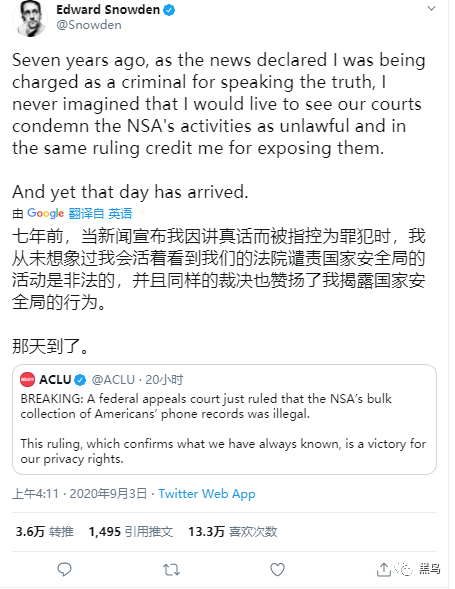 Edward Snowden
@Snowden
Seven years ago, as the news declared I was being
charged as a criminal for speaking the truth, I
never imagined that I would live to see our courts
condemn the NSA's activities as unlawful and in
the same ruling credit me for exposing them.
And yet that day has arrived.
由 Google 翻译自 英语
七年前，当新闻宣布我因讲真话而被指控为罪犯时，我
从未想象过我会活着看到我们的法院谴责国家安全局的
活动是非法的，并且同样的裁决也赞扬了我揭露国家安
全局的行为。
那天到了。
ACLU @ACLU · 20小时
BREAKING: A federal appeals court just ruled that the NSA's bulk
collection of Americans' phone records was illegal.
This ruling, which confirms what we have always known, is a victory for
our privacy rights.
上午4:11 · 2020年9月3日 · Twitter Web App
3.6万 转推 1,495 引用推文 13.3万 喜欢次数
黑鸟